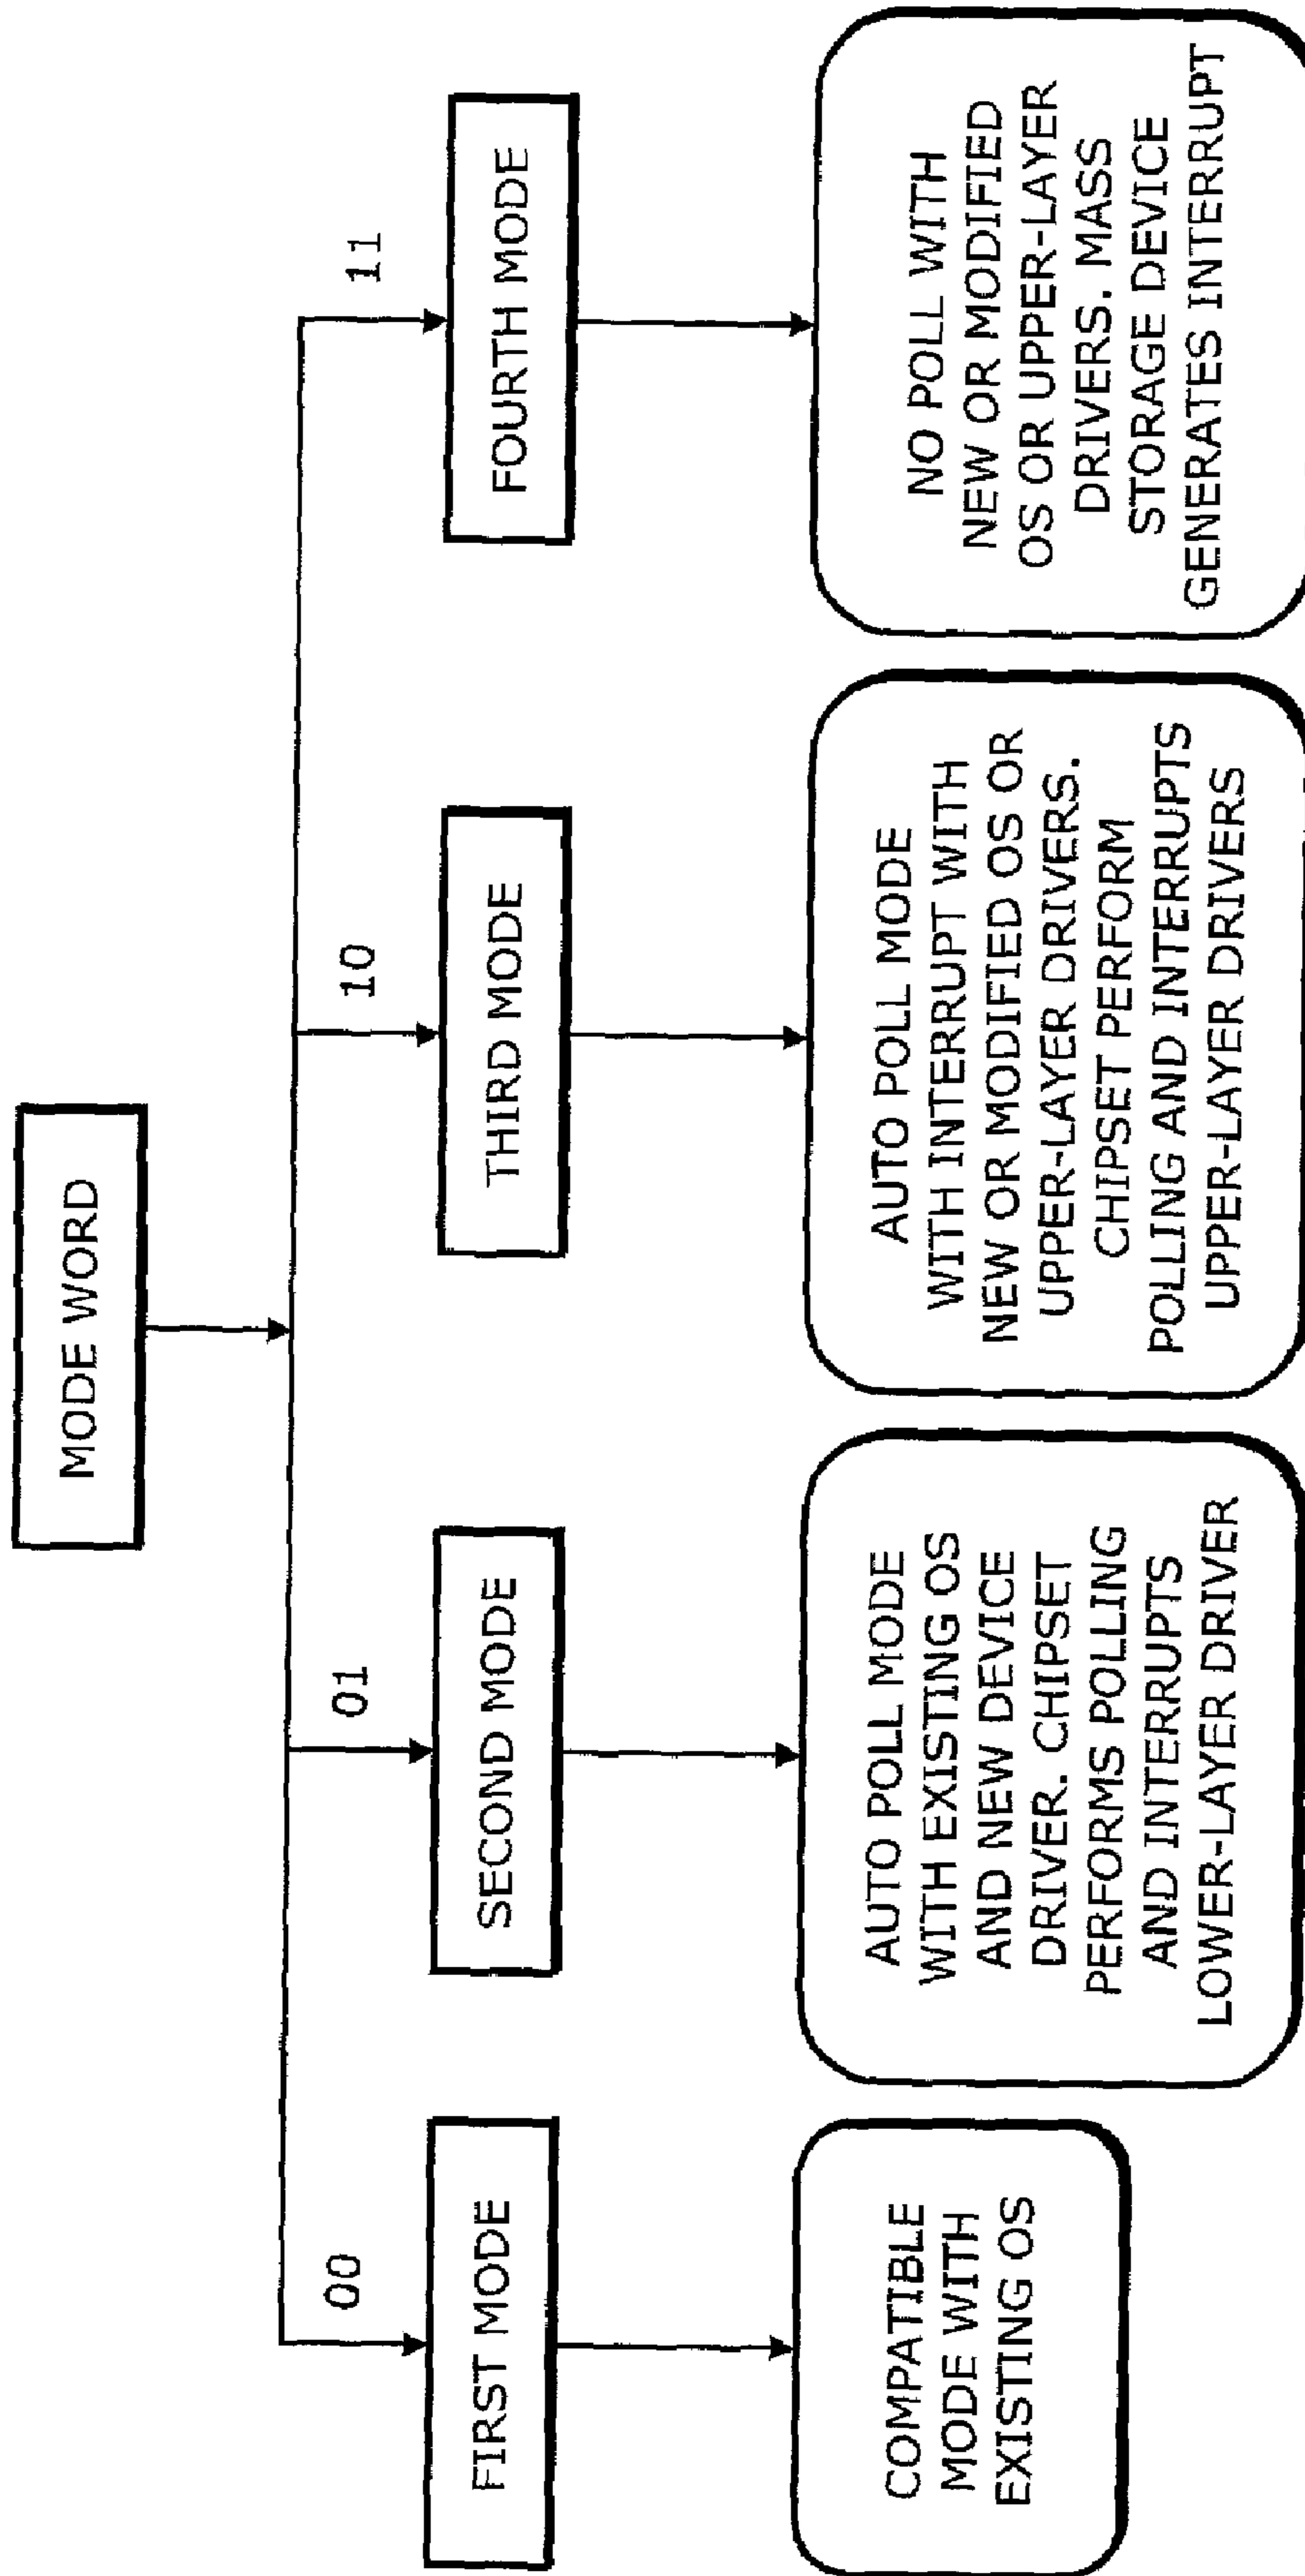 MODE WORD
00
01
10
11
FIRST MODE
SECOND MODE
THIRD MODE
FOURTH MODE
COMPATIBLE
MODE WITH
EXISTING OS
AUTO POLL MODE
WITH EXISTING OS
AND NEW DEVICE
DRIVER. CHIPSET
PERFORMS POLLING
AND INTERRUPTS
LOWER-LAYER DRIVER
AUTO POLL MODE
WITH INTERRUPT WITH
NEW OR MODIFIED OS OR
UPPER-LAYER DRIVERS.
CHIPSET PERFORM
POLLING AND INTERRUPTS
UPPER-LAYER DRIVERS
NO POLL WITH
NEW OR MODIFIED
OS OR UPPER-LAYER
DRIVERS. MASS
STORAGE DEVICE
GENERATES INTERRUPT